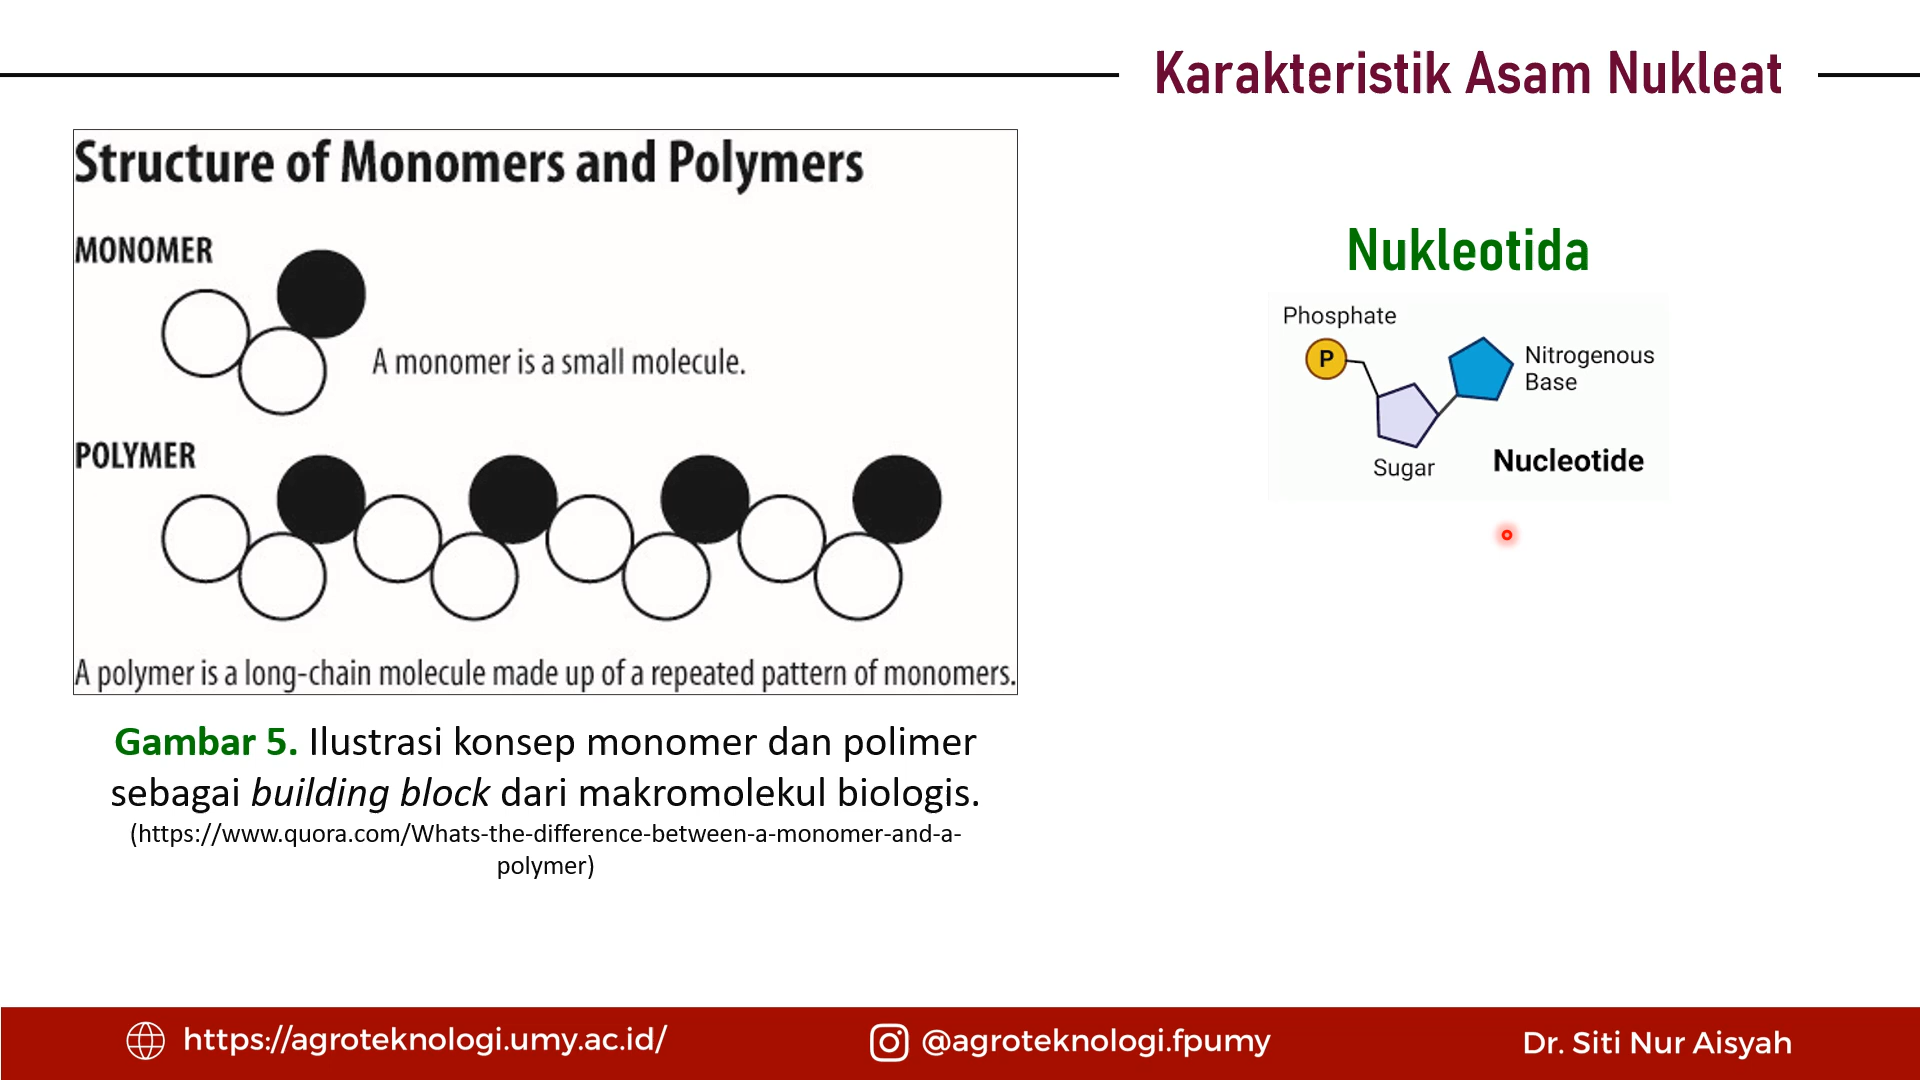 Karakteristik Asam Nukleat
Structure of Monomers and Polymers
MONOMER
A monomer is a small molecule.
POLYMER
A polymer is a long-chain molecule made up of a repeated pattern of monomers.
Gambar 5. Ilustrasi konsep monomer dan polimer
sebagai building block dari makromolekul biologis.
(https://www.quora.com/Whats-the-difference-between-a-monomer-and-a-
polymer)
Nukleotida
Phosphate
P
Nitrogenous
Base
Sugar
Nucleotide
https://agroteknologi.umy.ac.id/
@agroteknologi.fpumy
Dr. Siti Nur Aisyah